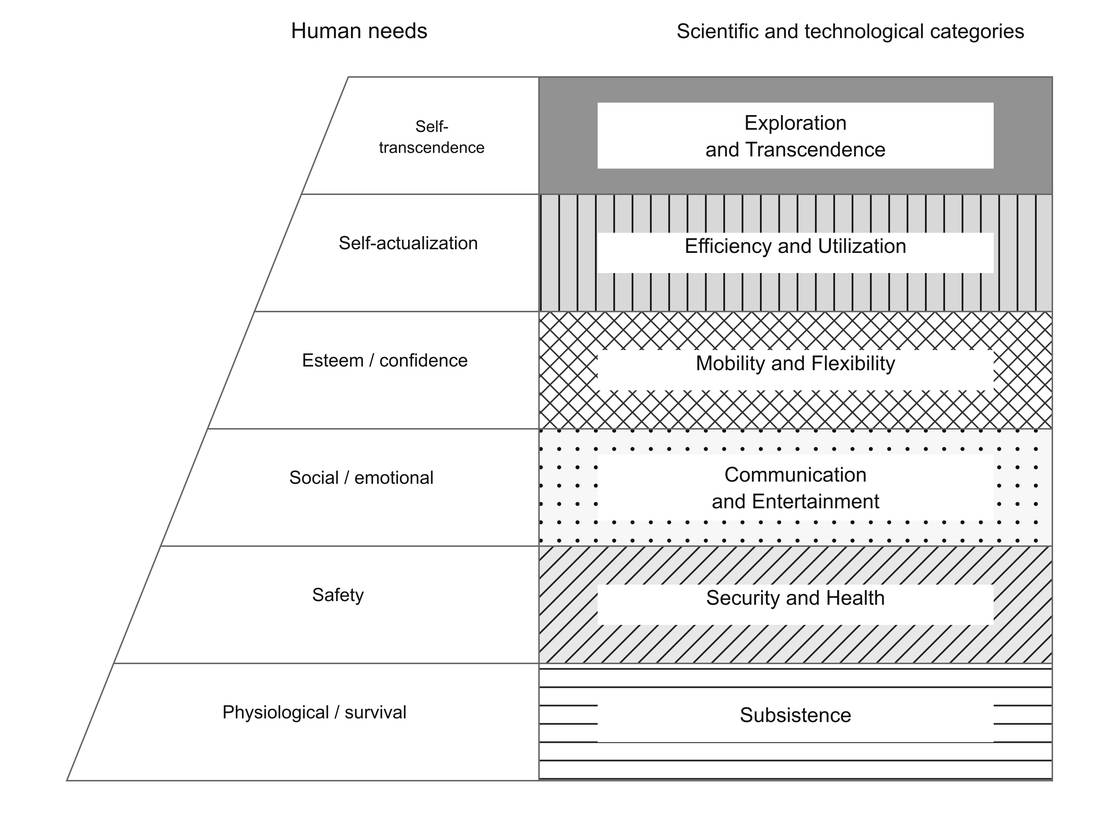 Human needs
Scientific and technological categories
Self-
transcendence
Exploration
and Transcendence
Self-actualization
Efficiency and Utilization
Esteem / confidence
Mobility and Flexibility
Social / emotional
Communication
and Entertainment
Safety
Security and Health
Physiological / survival
Subsistence